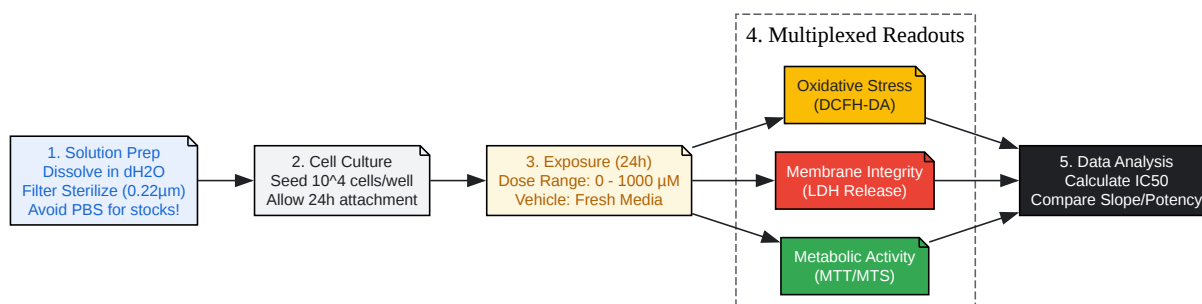 1. Solution Prep
Dissolve in dH2O
Filter Sterilize (0.22µm)
Avoid PBS for stocks!
2. Cell Culture
Seed 10^4 cells/well
Allow 24h attachment
3. Exposure (24h)
Dose Range: 0 - 1000 µM
Vehicle: Fresh Media
4. Multiplexed Readouts
Oxidative Stress
(DCFH-DA)
Membrane Integrity
(LDH Release)
Metabolic Activity
(MTT/MTS)
5. Data Analysis
Calculate IC50
Compare Slope/Potency